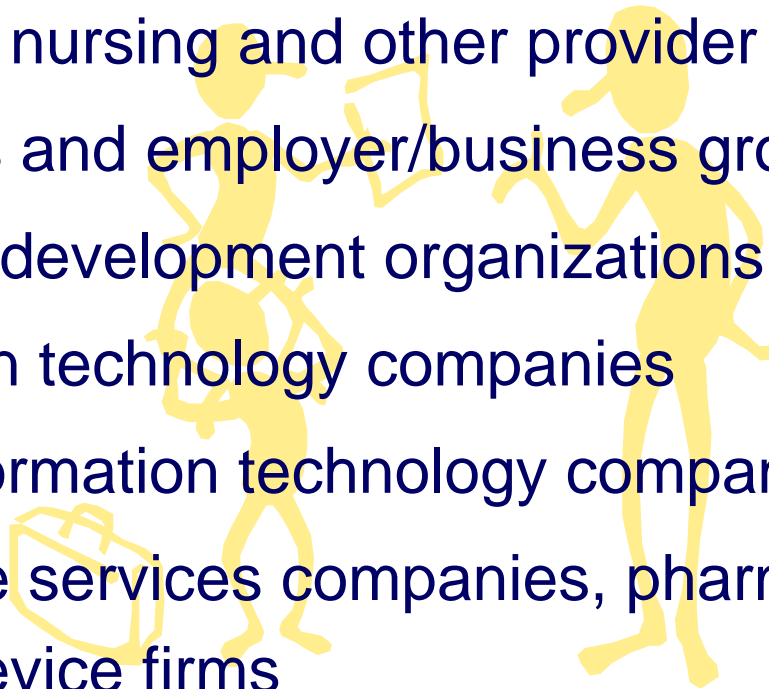 nursing and other provider
s and employer/business gro
development organizations
n technology companies
ormation technology compan
e services companies, pharm
evice firms